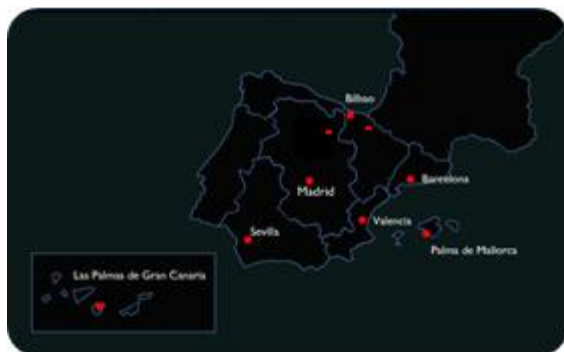 Bilbao
Madrid
Barcelona
Valencia
Sevilla
Palma de Mallorca
Las Palmas de Gran Canaria